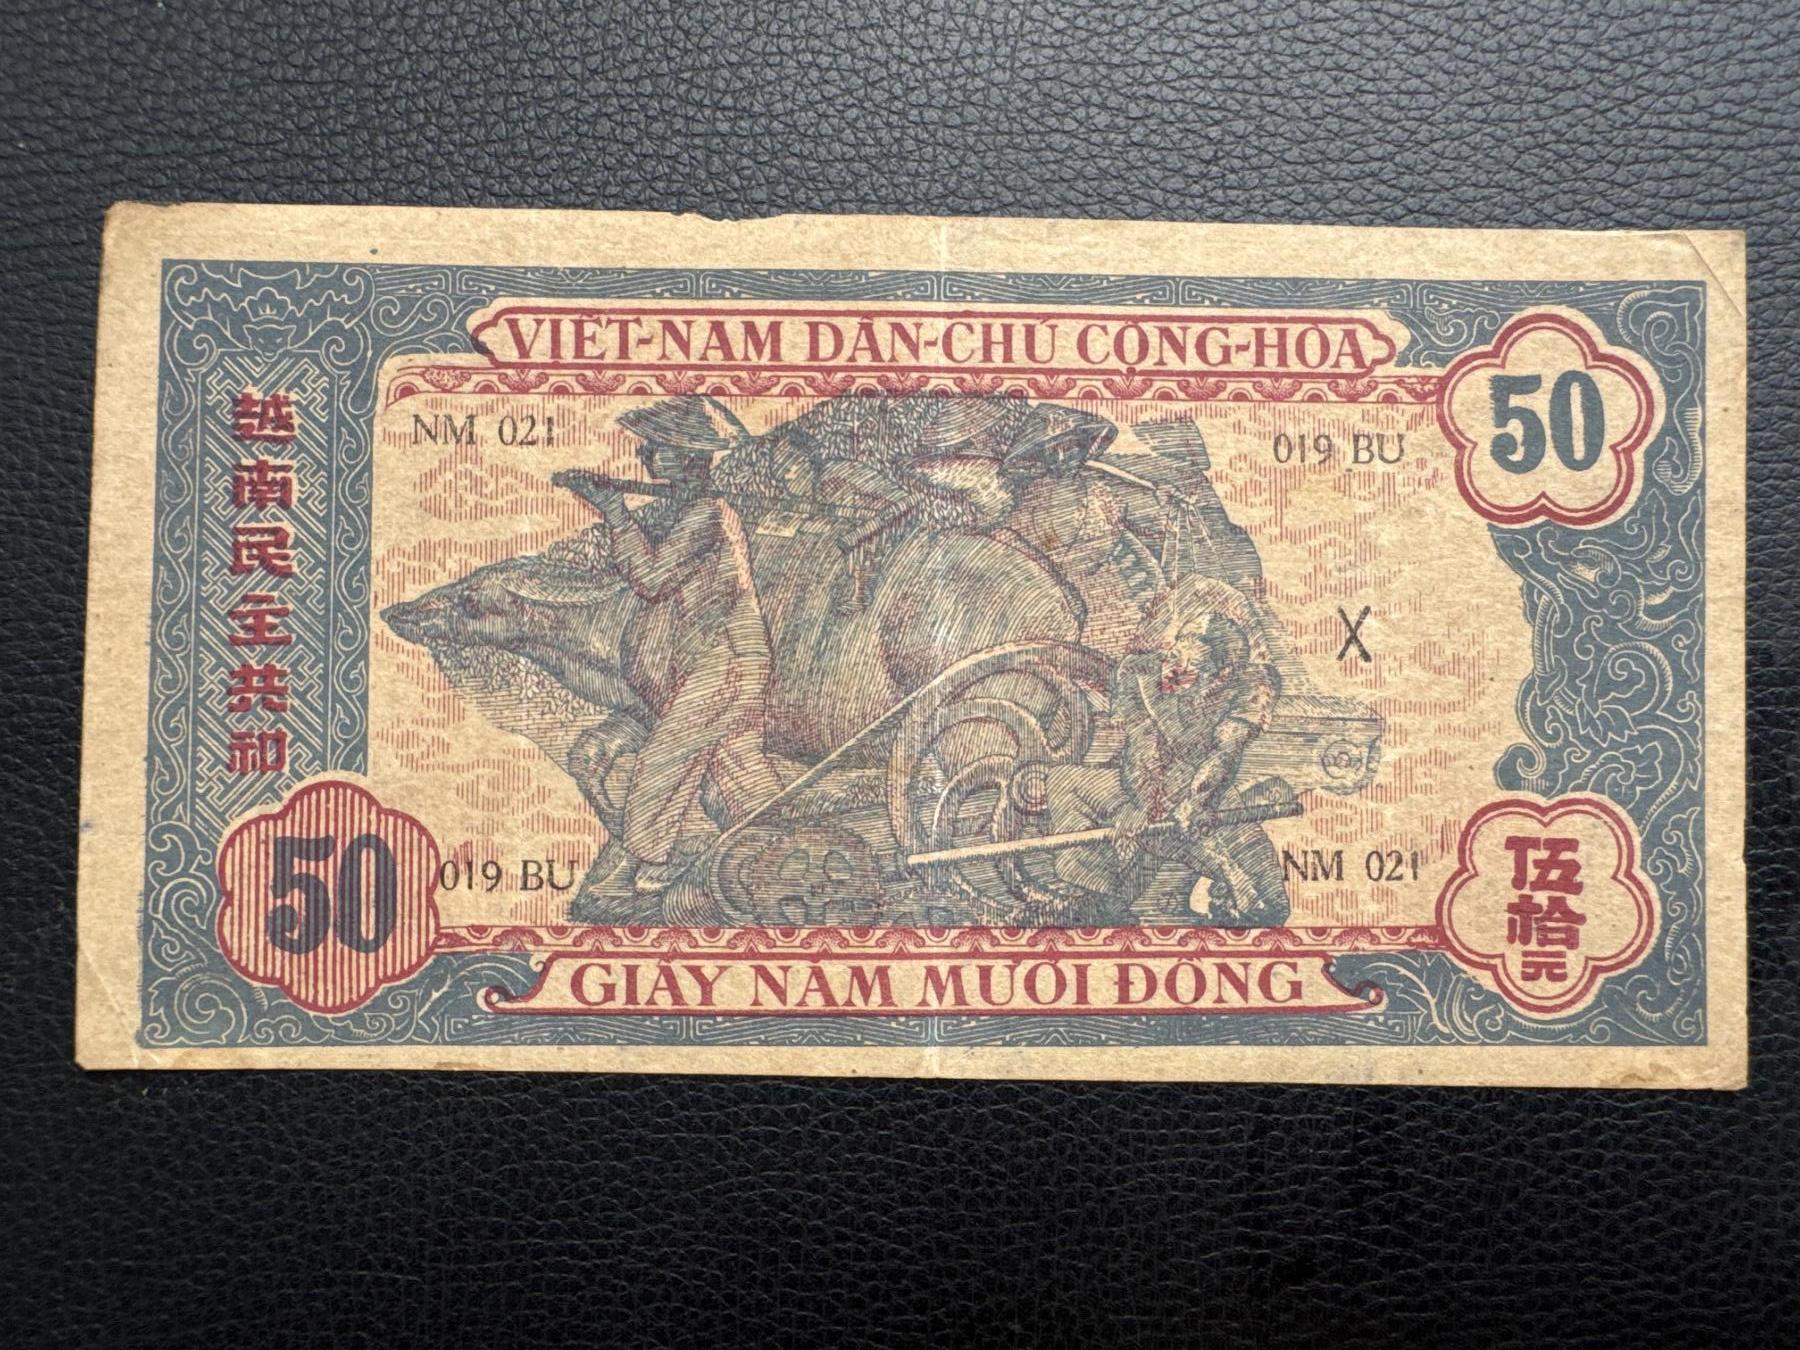 VIỆT-NAM DÂN-CHỦ CỘNG-HÒA
50
NM 021
019 BU
越南民主共和
X
50
019 BU
NM 021
伍拾元
GIẤY NĂM MƯƠI ĐỒNG